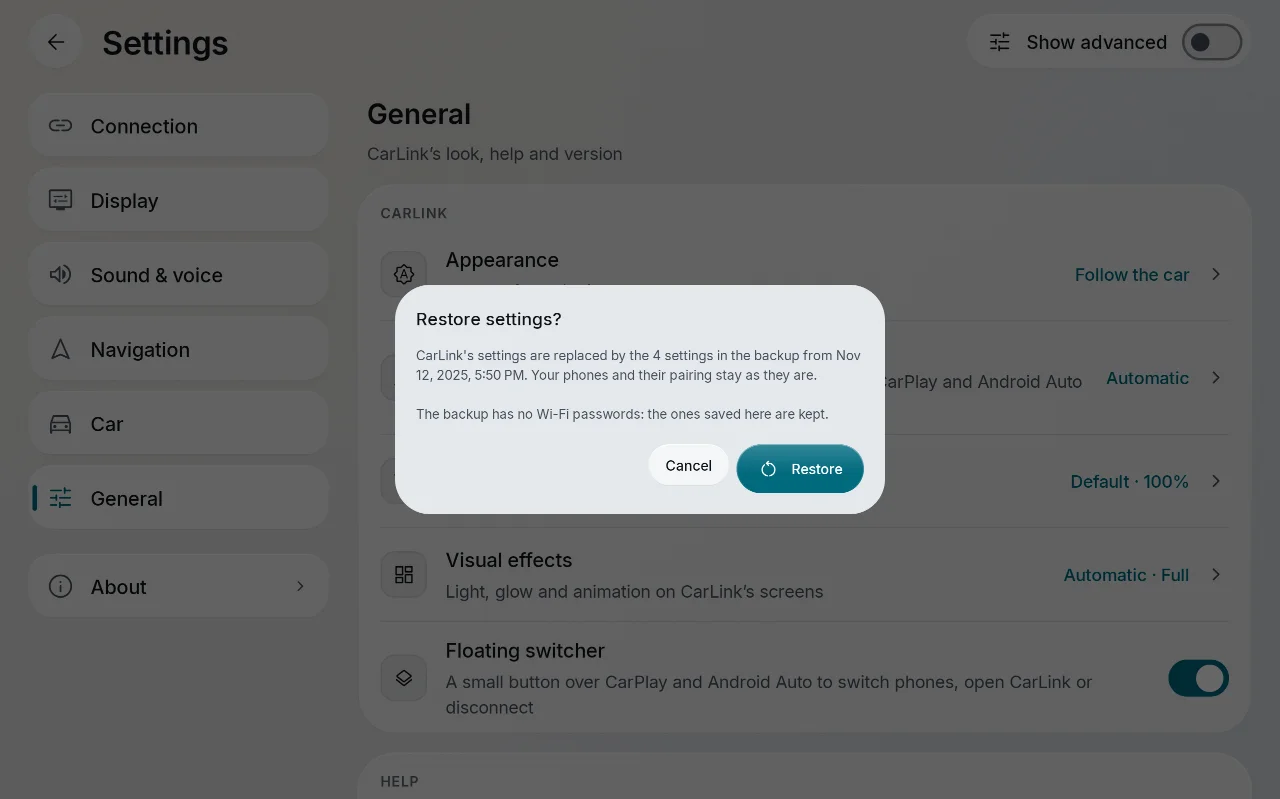 Settings
Show advanced
Connection
Display
Sound & voice
Navigation
Car
General
About
General
CarLink’s look, help and version
CARLINK
Appearance
Follow the car
CarPlay and Android Auto
Automatic
Default · 100%
Visual effects
Light, glow and animation on CarLink’s screens
Automatic · Full
Floating switcher
A small button over CarPlay and Android Auto to switch phones, open CarLink or
disconnect
HELP
Restore settings?
CarLink's settings are replaced by the 4 settings in the backup from Nov
12, 2025, 5:50 PM. Your phones and their pairing stay as they are.
The backup has no Wi-Fi passwords: the ones saved here are kept.
Cancel
Restore